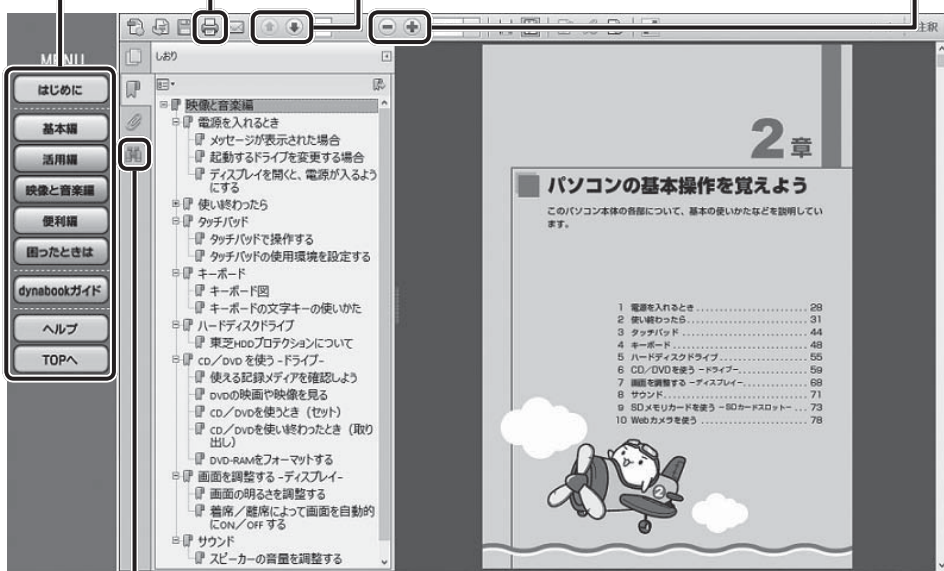 注釈
MENU
はじめに
基本編
活用編
映像と音楽編
便利編
困ったときは
dynabookガイド
ヘルプ
TOPへ
しおり
映像と音楽編
電源を入れるとき
メッセージが表示された場合
起動するドライブを変更する場合
ディスプレイを開くと、電源が入るよう
にする
使い終わったら
タッチパッド
タッチパッドで操作する
タッチパッドの使用環境を設定する
キーボード
キーボード図
キーボードの文字キーの使いかた
ハードディスクドライブ
東芝HDDプロテクションについて
CD/DVD を使う -ドライブ-
使える記録メディアを確認しよう
DVDの映画や映像を見る
CD/DVDを使うとき（セット）
CD/DVDを使い終わったとき（取り
出し）
DVD-RAMをフォーマットする
画面を調整する -ディスプレイ-
画面の明るさを調整する
着席/離席によって画面を自動的
にON/OFF する
サウンド
スピーカーの音量を調整する
2章
パソコンの基本操作を覚えよう
このパソコン本体の各部について、基本の使いかたなどを説明してい
ます。
1 電源を入れるとき ........................ 28
2 使い終わったら ........................ 31
3 タッチパッド ........................ 44
4 キーボード ........................ 48
5 ハードディスクドライブ ........................ 55
6 CD/DVDを使う -ドライブ- ........................ 59
7 画面を調整する -ディスプレイ- ........................ 68
8 サウンド ........................ 71
9 SDメモリカードを使う -SDカードスロット- ... 73
10 Webカメラを使う ........................ 78
2